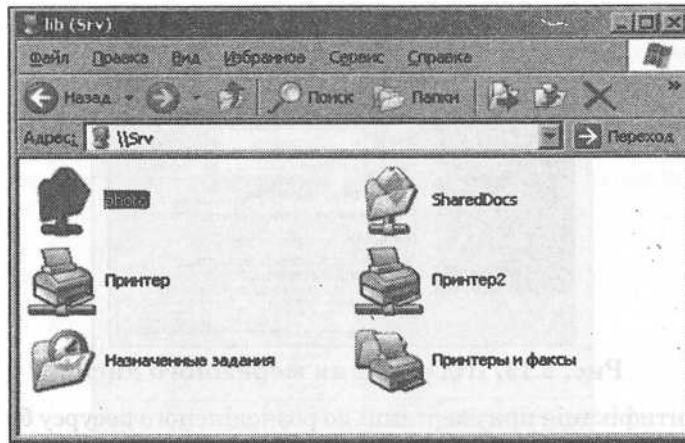 lib (Srv)
Файл Правка Вид Избранное Сервис Справка
Назад Поиск Папки »
Адрес: \\Srv Переход
photo SharedDocs
Принтер Принтер2
Назначенные задания Принтеры и факсы